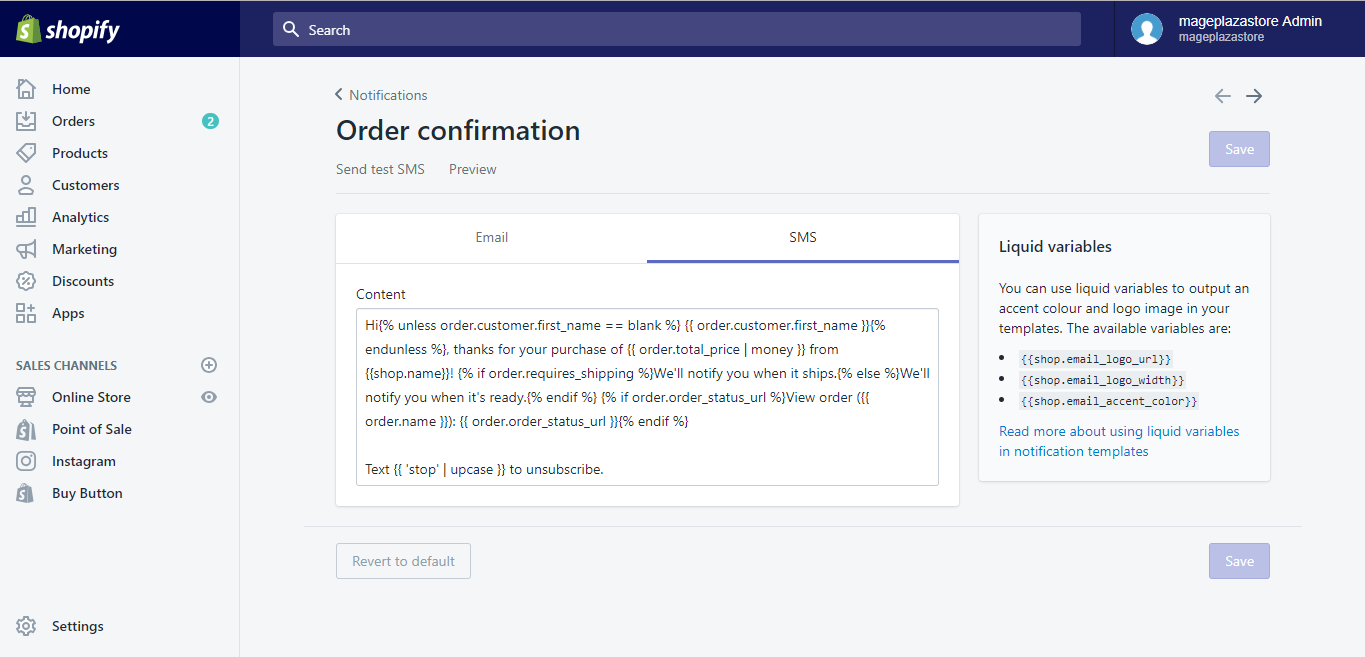 shopify
Search
mageplazastore Admin
mageplazastore
Home
Orders
2
Products
Customers
Analytics
Marketing
Discounts
Apps
SALES CHANNELS
Online Store
Point of Sale
Instagram
Buy Button
Settings
Notifications
Order confirmation
Send test SMS
Preview
Save
Email
SMS
Content
Hi{% unless order.customer.first_name == blank %} {{ order.customer.first_name }}{%
endunless %}, thanks for your purchase of {{ order.total_price | money }} from
{{shop.name}}! {% if order.requires_shipping %}We'll notify you when it ships.{% else %}We'll
notify you when it's ready.{% endif %} {% if order.order_status_url %}View order ({{
order.name }}): {{ order.order_status_url }}{% endif %}
Text {{ 'stop' | upcase }} to unsubscribe.
Liquid variables
You can use liquid variables to output an
accent colour and logo image in your
templates. The available variables are:
{{shop.email_logo_url}}
{{shop.email_logo_width}}
{{shop.email_accent_color}}
Read more about using liquid variables
in notification templates
Revert to default
Save